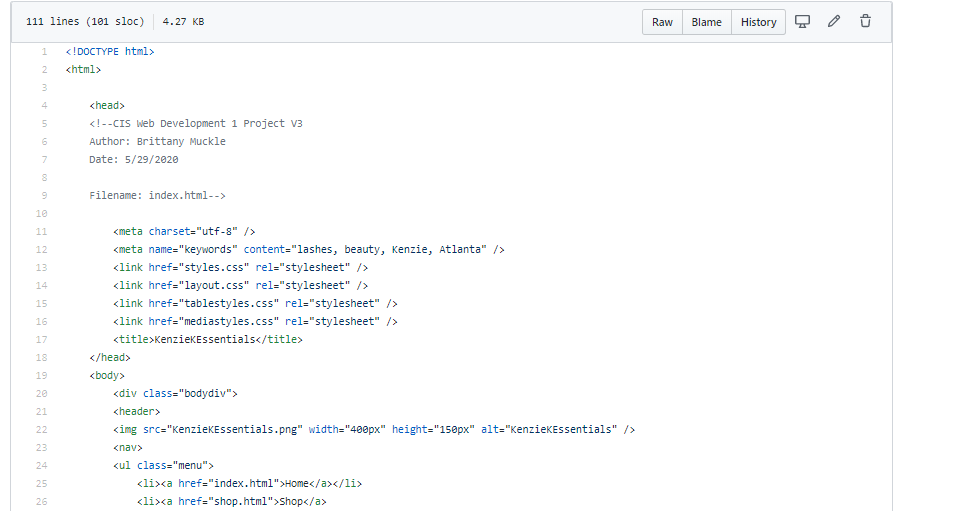 111 lines (101 sloc) 4.27 KB Raw Blame History
1 <!DOCTYPE html>
2 <html>
3
4 <head>
5 <!--CIS Web Development 1 Project V3
6 Author: Brittany Muckle
7 Date: 5/29/2020
8
9 Filename: index.html-->
10
11 <meta charset="utf-8" />
12 <meta name="keywords" content="lashes, beauty, Kenzie, Atlanta" />
13 <link href="styles.css" rel="stylesheet" />
14 <link href="layout.css" rel="stylesheet" />
15 <link href="tablestyles.css" rel="stylesheet" />
16 <link href="mediastyles.css" rel="stylesheet" />
17 <title>KenzieKEssentials</title>
18 </head>
19 <body>
20 <div class="bodydiv">
21 <header>
22 <img src="KenzieKEssentials.png" width="400px" height="150px" alt="KenzieKEssentials" />
23 <nav>
24 <ul class="menu">
25 <li><a href="index.html">Home</a></li>
26 <li><a href="shop.html">Shop</a>